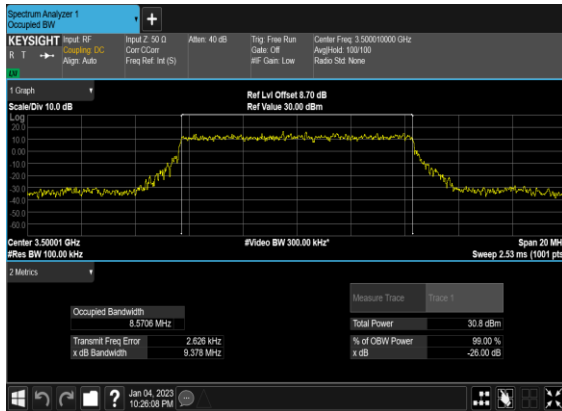 Spectrum Analyzer 1
Occupied BW
+
KEYSIGHT Input: RF Input Z: 50 Ω Atten: 40 dB Trig: Free Run Center Freq: 3.500010000 GHz
R T Coupling: DC Corr CCorr Gate: Off Avg|Hold: 100/100
Align: Auto Freq Ref: Int (S) #IF Gain: Low Radio Std: None
LW
1 Graph
Ref Lvl Offset 8.70 dB
Scale/Div 10.0 dB Ref Value 30.00 dBm
Log
20.0
10.0
0.00
-10.0
-20.0
-30.0
-40.0
-50.0
-60.0
Center 3.50001 GHz #Video BW 300.00 kHz* Span 20 MH
#Res BW 100.00 kHz Sweep 2.53 ms (1001 pts
2 Metrics
Measure Trace Trace 1
Occupied Bandwidth
8.5706 MHz Total Power 30.8 dBm
Transmit Freq Error 2.626 kHz % of OBW Power 99.00 %
x dB Bandwidth 9.378 MHz x dB -26.00 dB
? Jan 04, 2023
10:26:08 PM